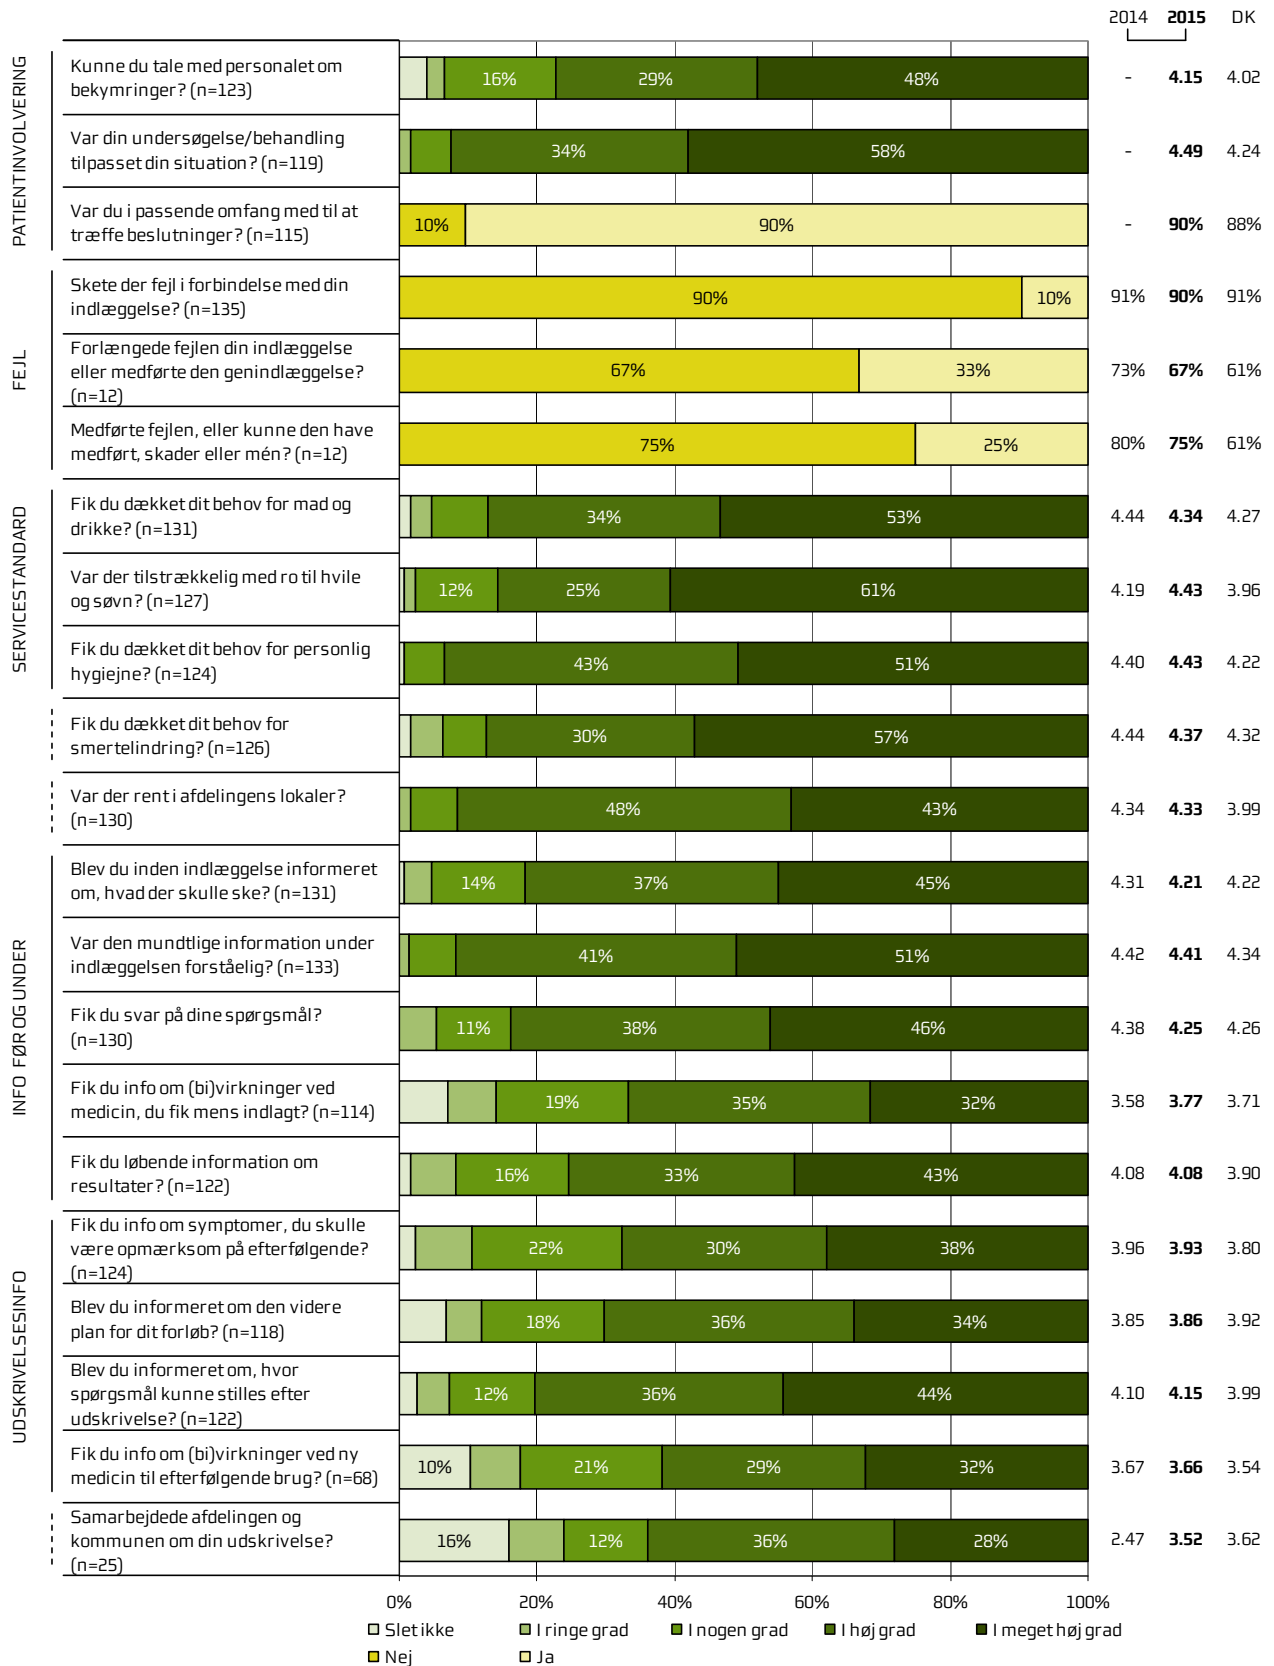 2014 2015 DK
PATIENTINVOLVERING
Kunne du tale med personalet om
bekymringer? (n=123)
16% 29% 48% - 4.15 4.02
Var din undersøgelse/behandling
tilpasset din situation? (n=119)
34% 58% - 4.49 4.24
Var du i passende omfang med til at
træffe beslutninger? (n=115)
10% 90% - 90% 88%
FEJL
Skete der fejl i forbindelse med din
indlæggelse? (n=135)
90% 10% 91% 90% 91%
Forlængede fejlen din indlæggelse
eller medførte den genindlæggelse?
(n=12)
67% 33% 73% 67% 61%
Medførte fejlen, eller kunne den have
medført, skader eller mén? (n=12)
75% 25% 80% 75% 61%
SERVICESTANDARD
Fik du dækket dit behov for mad og
drikke? (n=131)
34% 53% 4.44 4.34 4.27
Var der tilstrækkelig med ro til hvile
og søvn? (n=127)
12% 25% 61% 4.19 4.43 3.96
Fik du dækket dit behov for personlig
hygiejne? (n=124)
43% 51% 4.40 4.43 4.22
Fik du dækket dit behov for
smertelindring? (n=126)
30% 57% 4.44 4.37 4.32
Var der rent i afdelingens lokaler?
(n=130)
48% 43% 4.34 4.33 3.99
INFO FØR OG UNDER
Blev du inden indlæggelse informeret
om, hvad der skulle ske? (n=131)
14% 37% 45% 4.31 4.21 4.22
Var den mundtlige information under
indlæggelsen forståelig? (n=133)
41% 51% 4.42 4.41 4.34
Fik du svar på dine spørgsmål?
(n=130)
11% 38% 46% 4.38 4.25 4.26
Fik du info om (bi)virkninger ved
medicin, du fik mens indlagt? (n=114)
19% 35% 32% 3.58 3.77 3.71
Fik du løbende information om
resultater? (n=122)
16% 33% 43% 4.08 4.08 3.90
UDSKRIVELSESINFO
Fik du info om symptomer, du skulle
være opmærksom på efterfølgende?
(n=124)
22% 30% 38% 3.96 3.93 3.80
Blev du informeret om den videre
plan for dit forløb? (n=118)
18% 36% 34% 3.85 3.86 3.92
Blev du informeret om, hvor
spørgsmål kunne stilles efter
udskrivelse? (n=122)
12% 36% 44% 4.10 4.15 3.99
Fik du info om (bi)virkninger ved ny
medicin til efterfølgende brug? (n=68)
10% 21% 29% 32% 3.67 3.66 3.54
Samarbejdede afdelingen og
kommunen om din udskrivelse?
(n=25)
16% 12% 36% 28% 2.47 3.52 3.62
0% 20% 40% 60% 80% 100%
Slet ikke I ringe grad I nogen grad I høj grad I meget høj grad
Nej Ja